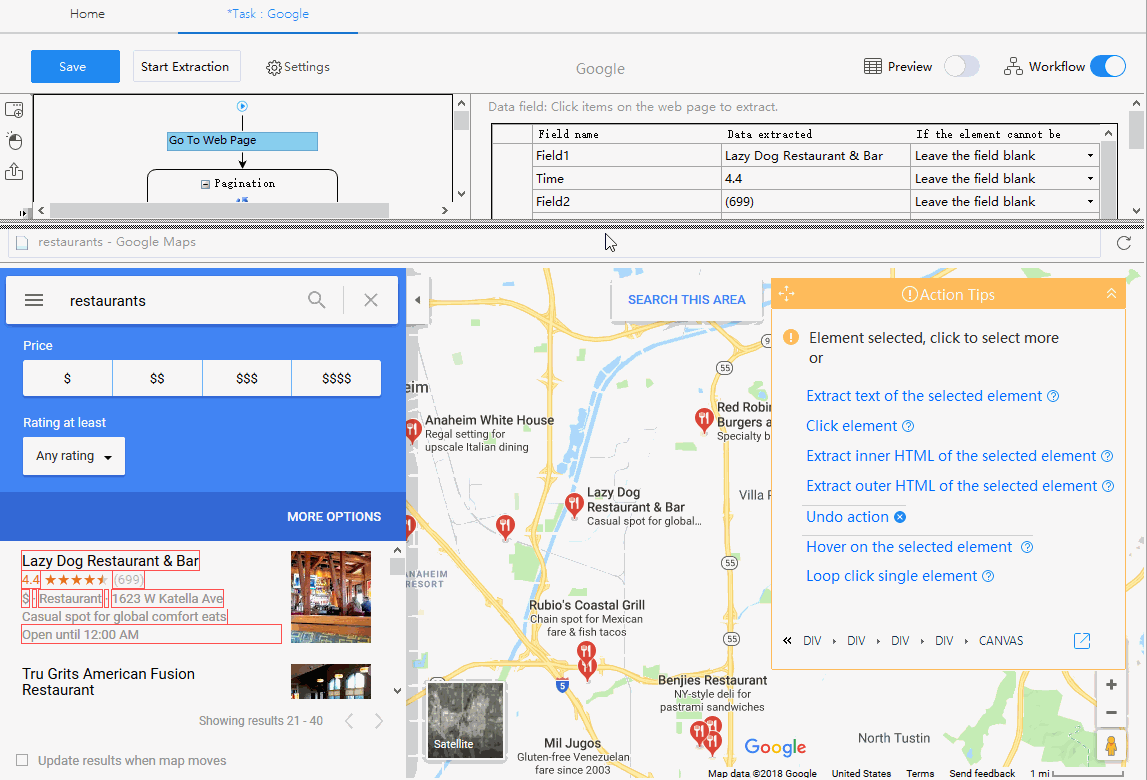 Home
*Task : Google
Save
Start Extraction
Settings
Google
Preview
Workflow
Go To Web Page
Pagination
Data field: Click items on the web page to extract.
Field name Data extracted If the element cannot be
Field1 Lazy Dog Restaurant & Bar Leave the field blank
Time 4.4 Leave the field blank
Field2 (699) Leave the field blank
restaurants - Google Maps
restaurants
Price
$ $$ $$$ $$$$
Rating at least
Any rating
MORE OPTIONS
Lazy Dog Restaurant & Bar
4.4 (699)
$ · Restaurant · 1623 W Katella Ave
Casual spot for global comfort eats
Open until 12:00 AM
Tru Grits American Fusion
Restaurant
Showing results 21 - 40
Update results when map moves
SEARCH THIS AREA
eim
55
9
Anaheim White House
Regal setting for
upscale Italian dining
Red Robin
Burgers a
Specialty b
Lazy Dog
Restaurant & Bar
Casual spot for global...
Villa P
ANAHEIM
RESORT
55
Rubio's Coastal Grill
Chain spot for Mexican
fare & fish tacos
55
5
Benjies Restaurant
NY-style deli for
pastrami sandwiches
Satellite
Mil Jugos
Gluten-free Venezuelan
fare since 2003
Google
North Tustin
Map data ©2018 Google United States Terms Send feedback 1 mi
Action Tips
Element selected, click to select more
or
Extract text of the selected element
Click element
Extract inner HTML of the selected element
Extract outer HTML of the selected element
Undo action
Hover on the selected element
Loop click single element
« DIV DIV DIV DIV CANVAS